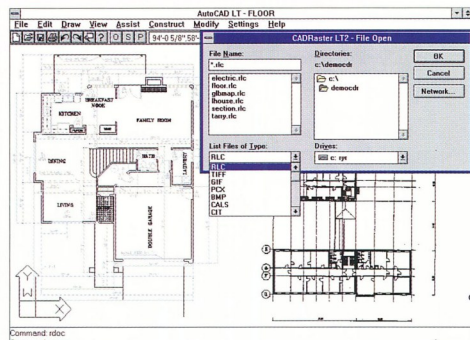 AutoCAD LT - FLOOR
File Edit Draw View Assist Construct Modify Settings Help
O S P 94'-0 5/8",58'-
CADRaster LT2 - File Open
File Name:
*.rlc
electric.rlc
floor.rlc
glbmap.rlc
lhouse.rlc
section.rlc
tarry.rlc
List Files of Type:
RLC
RLC
TIFF
GIF
PCX
BMP
CALS
CIT
Directories:
c:\democdr
c:\
democdr
Drives:
c: rye
OK
Cancel
Network...
BREAKFAST
NOOK
KITCHEN
FAMILY ROOM
DINING
BATH
LAUNDRY
LIVING
DOUBLE GARAGE
W
Y
X
Command: rdoc